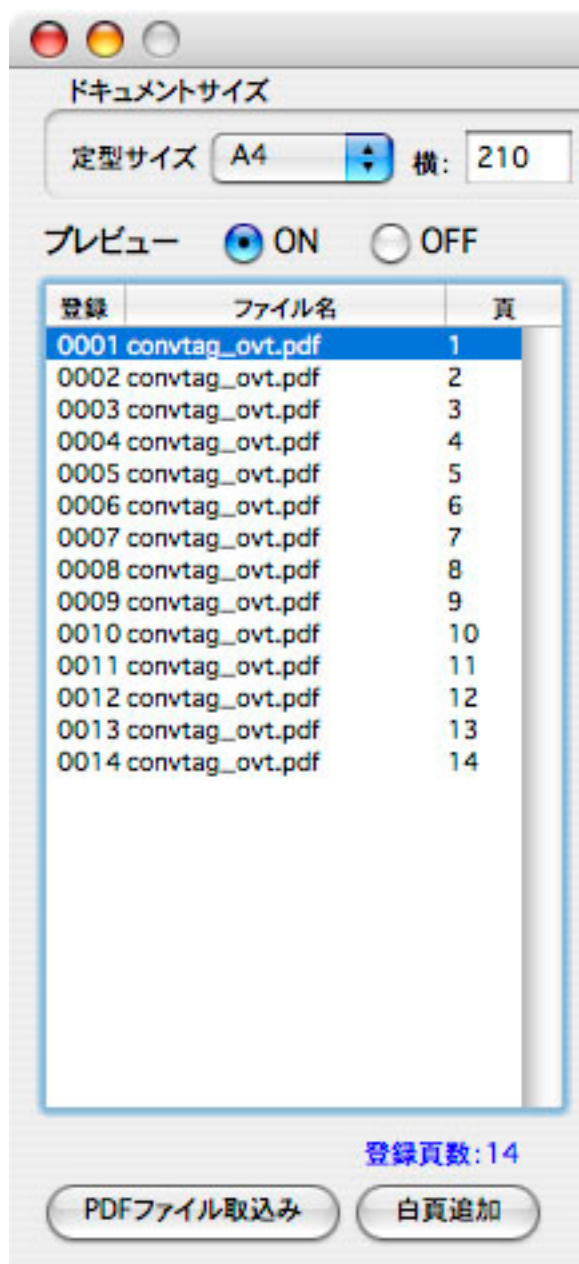 ドキュメントサイズ
定型サイズ A4 横: 210
プレビュー ON OFF
登録 ファイル名 頁
0001 convtag_ovt.pdf 1
0002 convtag_ovt.pdf 2
0003 convtag_ovt.pdf 3
0004 convtag_ovt.pdf 4
0005 convtag_ovt.pdf 5
0006 convtag_ovt.pdf 6
0007 convtag_ovt.pdf 7
0008 convtag_ovt.pdf 8
0009 convtag_ovt.pdf 9
0010 convtag_ovt.pdf 10
0011 convtag_ovt.pdf 11
0012 convtag_ovt.pdf 12
0013 convtag_ovt.pdf 13
0014 convtag_ovt.pdf 14
登録頁数:14
PDFファイル取込み 白頁追加